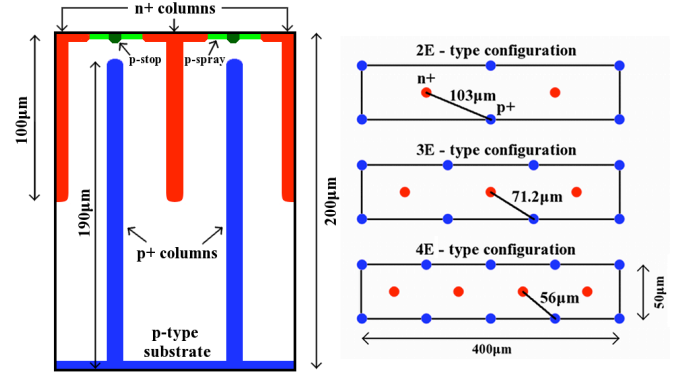 n+ columns
p-stop
p-spray
100μm
190μm
200μm
p+ columns
p-type
substrate
2E - type configuration
n+
103μm
p+
3E - type configuration
71.2μm
4E - type configuration
56μm
50μm
400μm